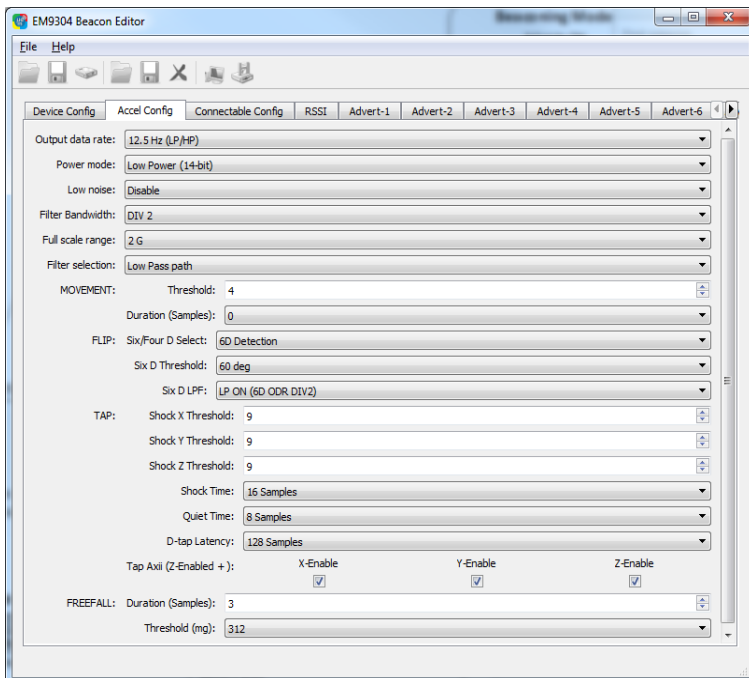 EM9304 Beacon Editor
File Help
Device Config Accel Config Connectable Config RSSI Advert-1 Advert-2 Advert-3 Advert-4 Advert-5 Advert-6
Output data rate: 12.5 Hz (LP/HP)
Power mode: Low Power (14-bit)
Low noise: Disable
Filter Bandwidth: DIV 2
Full scale range: 2 G
Filter selection: Low Pass path
MOVEMENT: Threshold: 4
Duration (Samples): 0
FLIP: Six/Four D Select: 6D Detection
Six D Threshold: 60 deg
Six D LPF: LP ON (6D ODR DIV2)
TAP: Shock X Threshold: 9
Shock Y Threshold: 9
Shock Z Threshold: 9
Shock Time: 16 Samples
Quiet Time: 8 Samples
D-tap Latency: 128 Samples
Tap Axii (Z-Enabled + ): X-Enable Y-Enable Z-Enable
FREEFALL: Duration (Samples): 3
Threshold (mg): 312